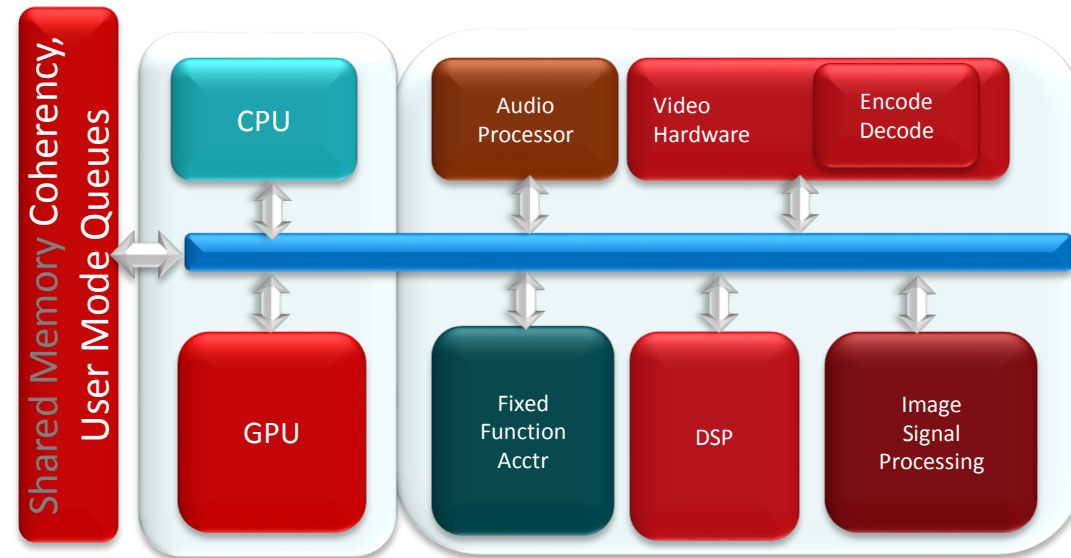 Shared Memory Coherency,
User Mode Queues
CPU
Audio
Processor
Video
Hardware
Encode
Decode
GPU
Fixed
Function
Acctr
DSP
Image
Signal
Processing